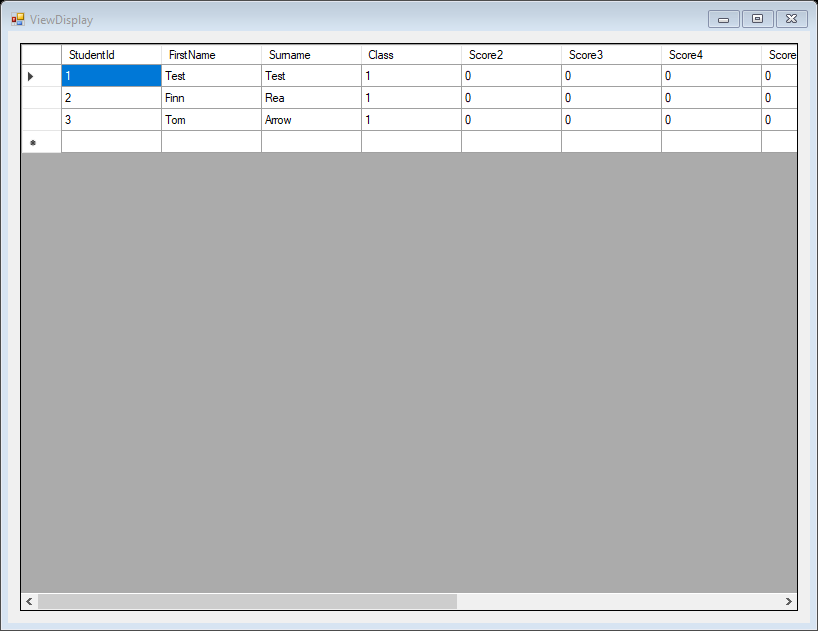 ViewDisplay
StudentId FirstName Surname Class Score2 Score3 Score4 Score
1 Test Test 1 0 0 0 0
2 Finn Rea 1 0 0 0 0
3 Tom Arrow 1 0 0 0 0